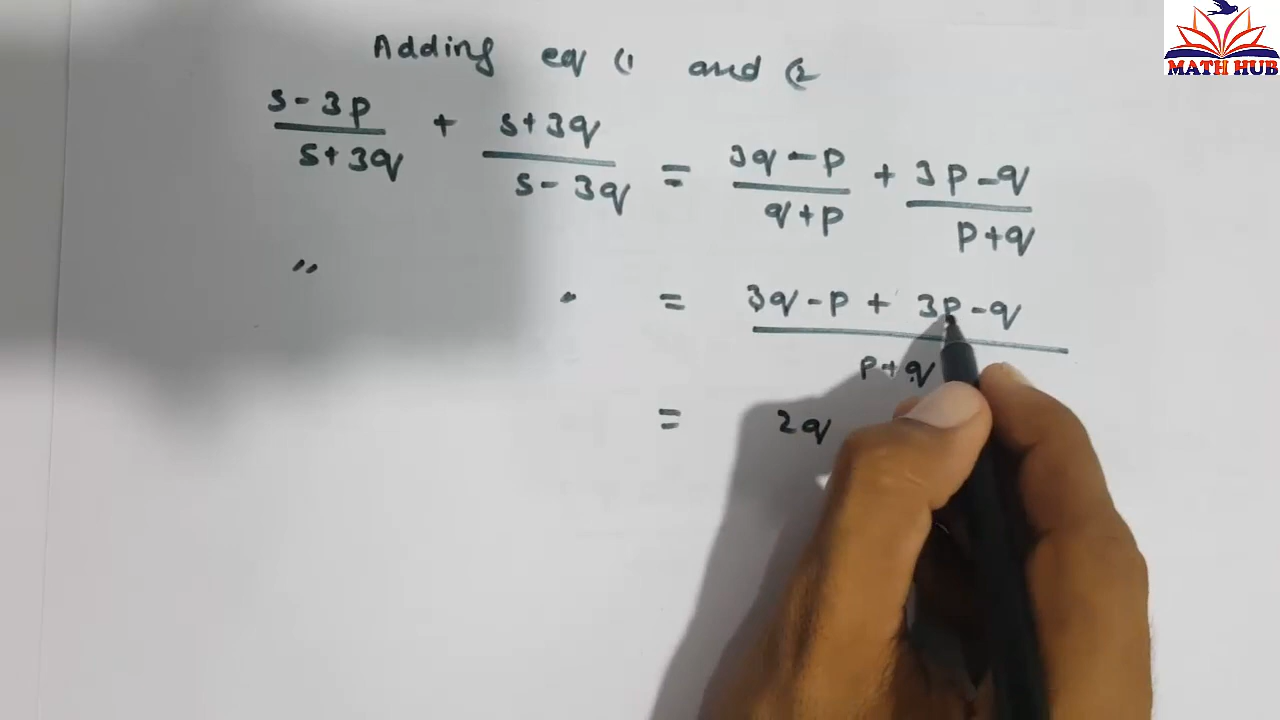 MATH HUB
Adding eq (1 and (2
s-3p/s+3q + s+3q/s-3q = 3q-p/q+p + 3p-q/p+q
" " = 3q-p + 3p-q/p+q
= 2q